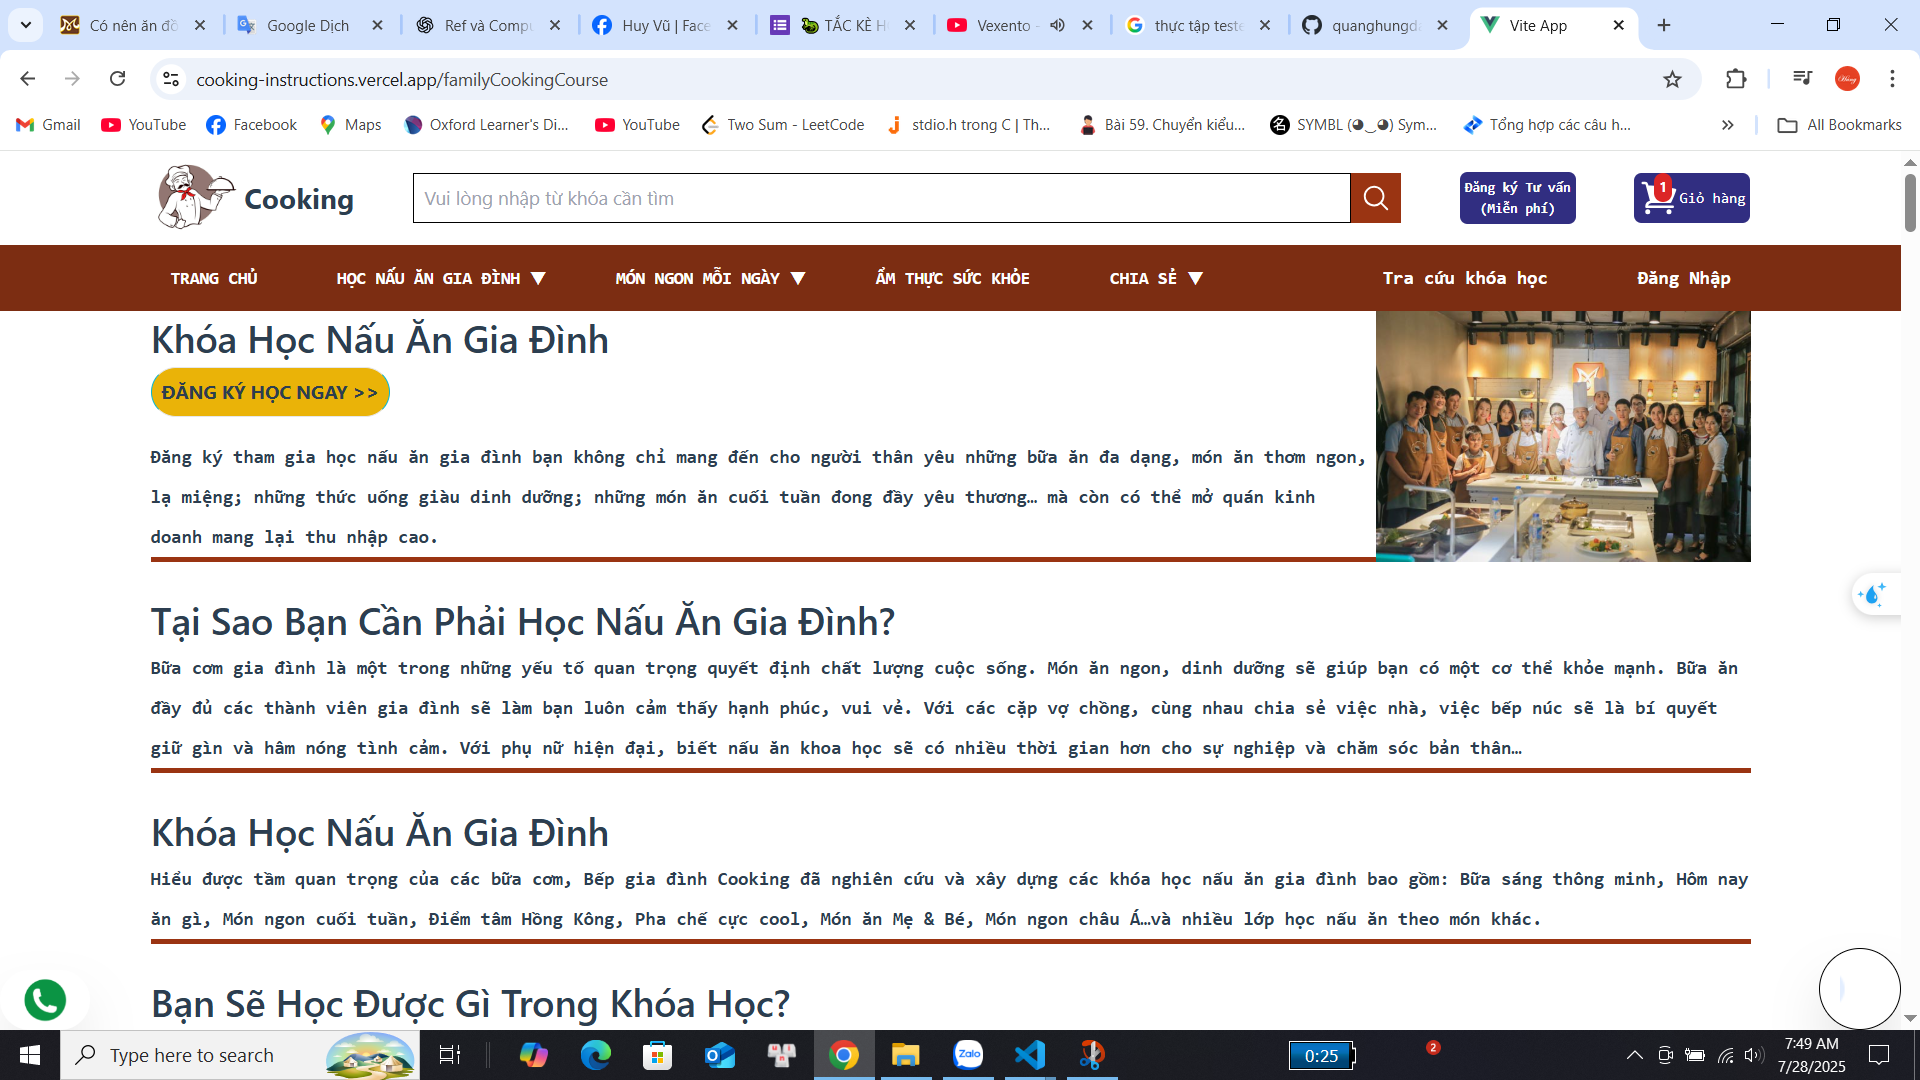 Có nên ăn đồ
Google Dịch
Ref và Compu
Huy Vũ | Face
TẮC KÈ H
Vexento -
thực tập teste
quanghungda
Vite App
cooking-instructions.vercel.app/familyCookingCourse
Gmail
YouTube
Facebook
Maps
Oxford Learner's Di...
YouTube
Two Sum - LeetCode
stdio.h trong C | Th...
Bài 59. Chuyển kiểu...
SYMBL (◕‿◕) Sym...
Tổng hợp các câu h...
All Bookmarks
Cooking
Vui lòng nhập từ khóa cần tìm
Đăng ký Tư vấn
(Miễn phí)
1
Giỏ hàng
TRANG CHỦ
HỌC NẤU ĂN GIA ĐÌNH ▼
MÓN NGON MỖI NGÀY ▼
ẨM THỰC SỨC KHỎE
CHIA SẺ ▼
Tra cứu khóa học
Đăng Nhập
Khóa Học Nấu Ăn Gia Đình
ĐĂNG KÝ HỌC NGAY >>
Đăng ký tham gia học nấu ăn gia đình bạn không chỉ mang đến cho người thân yêu những bữa ăn đa dạng, món ăn thơm ngon,
lạ miệng; những thức uống giàu dinh dưỡng; những món ăn cuối tuần đong đầy yêu thương… mà còn có thể mở quán kinh
doanh mang lại thu nhập cao.
Tại Sao Bạn Cần Phải Học Nấu Ăn Gia Đình?
Bữa cơm gia đình là một trong những yếu tố quan trọng quyết định chất lượng cuộc sống. Món ăn ngon, dinh dưỡng sẽ giúp bạn có một cơ thể khỏe mạnh. Bữa ăn
đầy đủ các thành viên gia đình sẽ làm bạn luôn cảm thấy hạnh phúc, vui vẻ. Với các cặp vợ chồng, cùng nhau chia sẻ việc nhà, việc bếp núc sẽ là bí quyết
giữ gìn và hâm nóng tình cảm. Với phụ nữ hiện đại, biết nấu ăn khoa học sẽ có nhiều thời gian hơn cho sự nghiệp và chăm sóc bản thân…
Khóa Học Nấu Ăn Gia Đình
Hiểu được tầm quan trọng của các bữa cơm, Bếp gia đình Cooking đã nghiên cứu và xây dựng các khóa học nấu ăn gia đình bao gồm: Bữa sáng thông minh, Hôm nay
ăn gì, Món ngon cuối tuần, Điểm tâm Hồng Kông, Pha chế cực cool, Món ăn Mẹ & Bé, Món ngon châu Á…và nhiều lớp học nấu ăn theo món khác.
Bạn Sẽ Học Được Gì Trong Khóa Học?
Type here to search
Zalo
0:25
2
7:49 AM
7/28/2025